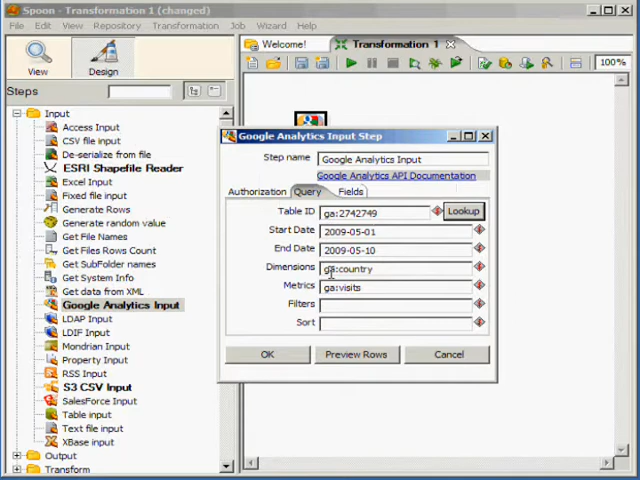 Spoon - Transformation 1 (changed)
File Edit View Repository Transformation Job Wizard Help
View
Design
Welcome!
Transformation 1
100%
Steps
Input
Access Input
CSV file input
De-serialize from file
ESRI Shapefile Reader
Excel Input
Fixed file input
Generate Rows
Generate random value
Get File Names
Get Files Rows Count
Get SubFolder names
Get System Info
Get data from XML
Google Analytics Input
LDAP Input
LDIF Input
Mondrian Input
Property Input
RSS Input
S3 CSV Input
SalesForce Input
Table input
Text file input
XBase input
Output
Transform
Google Analytics Input Step
Step name Google Analytics Input
Google Analytics API Documentation
Authorization Query Fields
Table ID ga:2742749 Lookup
Start Date 2009-05-01
End Date 2009-05-10
Dimensions ga:country
Metrics ga:visits
Filters
Sort
OK Preview Rows Cancel